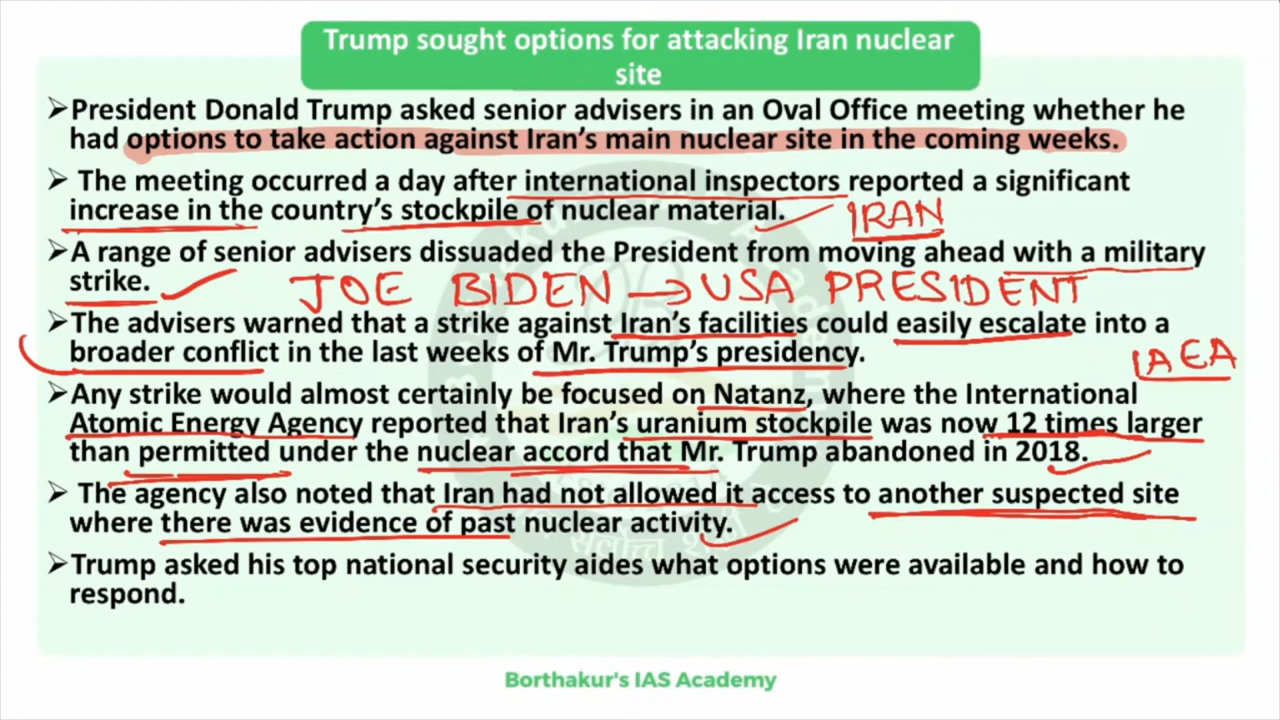 Trump sought options for attacking Iran nuclear
site
➢President Donald Trump asked senior advisers in an Oval Office meeting whether he
had options to take action against Iran’s main nuclear site in the coming weeks.
➢ The meeting occurred a day after international inspectors reported a significant
increase in the country’s stockpile of nuclear material. IRAN
➢A range of senior advisers dissuaded the President from moving ahead with a military
strike. JOE BIDEN → USA PRESIDENT
➢The advisers warned that a strike against Iran’s facilities could easily escalate into a
broader conflict in the last weeks of Mr. Trump’s presidency. IAEA
➢Any strike would almost certainly be focused on Natanz, where the International
Atomic Energy Agency reported that Iran’s uranium stockpile was now 12 times larger
than permitted under the nuclear accord that Mr. Trump abandoned in 2018.
➢ The agency also noted that Iran had not allowed it access to another suspected site
where there was evidence of past nuclear activity.
➢Trump asked his top national security aides what options were available and how to
respond.
Borthakur's IAS Academy